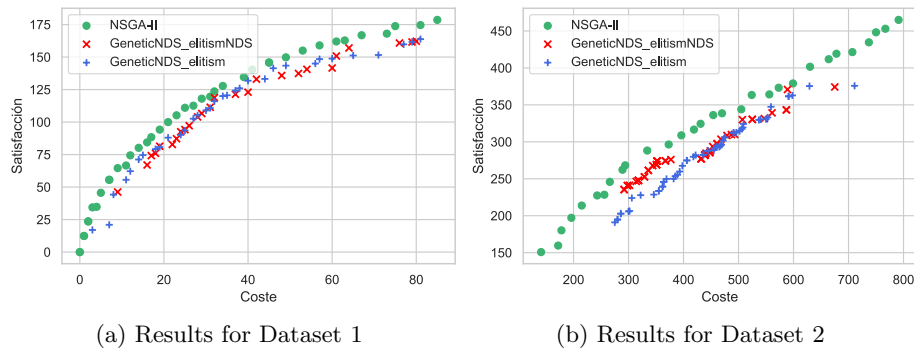 NSGA-II
GeneticNDS_elitismNDS
GeneticNDS_elitism
Satisfacción
175
150
125
100
75
50
25
0
0
20
40
60
80
Coste
(a) Results for Dataset 1
NSGA-II
GeneticNDS_elitismNDS
GeneticNDS_elitism
Satisfacción
450
400
350
300
250
200
150
200
300
400
500
600
700
800
Coste
(b) Results for Dataset 2